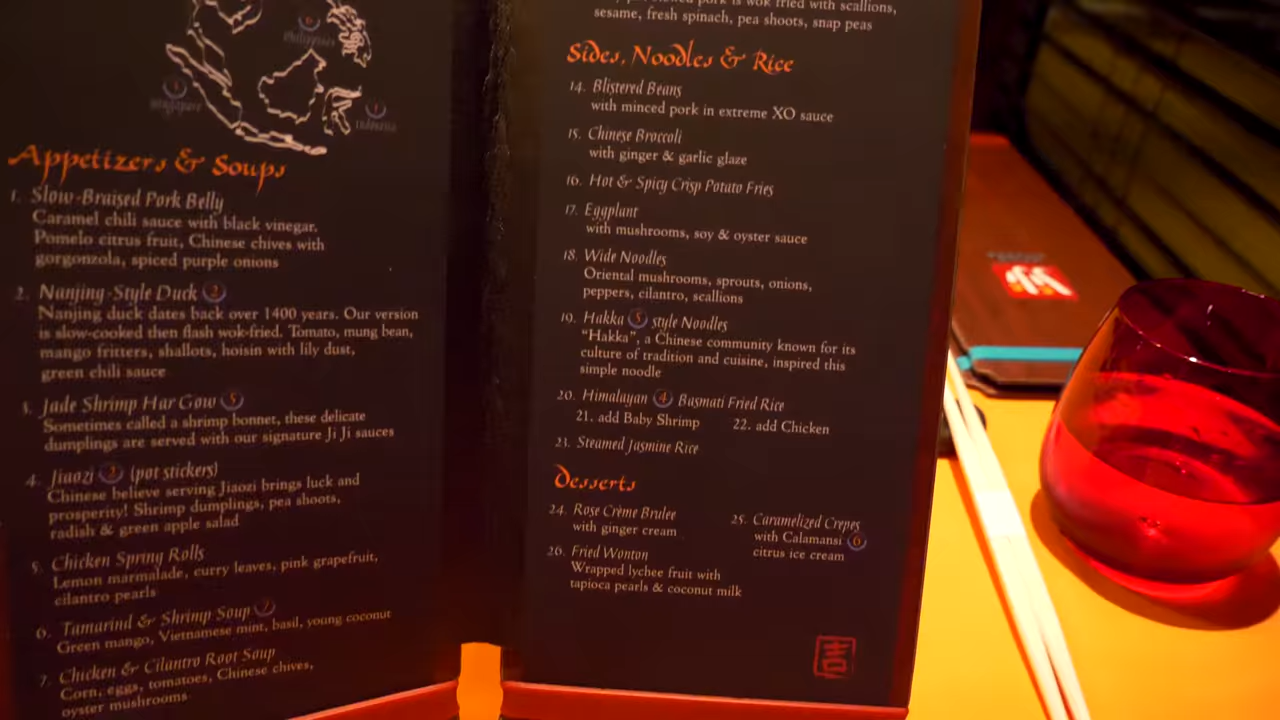 Philippines
Singapore
Indonesia
Appetizers & Soups
1. Slow-Braised Pork Belly
Caramel chili sauce with black vinegar.
Pomelo citrus fruit, Chinese chives with
gorgonzola, spiced purple onions
2. Nanjing-Style Duck 2
Nanjing duck dates back over 1400 years. Our version
is slow-cooked then flash wok-fried. Tomato, mung bean,
mango fritters, shallots, hoisin with lily dust,
green chili sauce
3. Jade Shrimp Har Gow 5
Sometimes called a shrimp bonnet, these delicate
dumplings are served with our signature Ji Ji sauces
4. Jiaozi 2 (pot stickers)
Chinese believe serving Jiaozi brings luck and
prosperity! Shrimp dumplings, pea shoots,
radish & green apple salad
5. Chicken Spring Rolls
Lemon marmalade, curry leaves, pink grapefruit,
cilantro pearls
6. Tamarind & Shrimp Soup 7
Green mango, Vietnamese mint, basil, young coconut
7. Chicken & Cilantro Root Soup
Corn, eggs, tomatoes, Chinese chives,
oyster mushrooms
pork is wok fried with scallions,
sesame, fresh spinach, pea shoots, snap peas
Sides, Noodles & Rice
14. Blistered Beans
with minced pork in extreme XO sauce
15. Chinese Broccoli
with ginger & garlic glaze
16. Hot & Spicy Crisp Potato Fries
17. Eggplant
with mushrooms, soy & oyster sauce
18. Wide Noodles
Oriental mushrooms, sprouts, onions,
peppers, cilantro, scallions
19. Hakka 5 style Noodles
"Hakka", a Chinese community known for its
culture of tradition and cuisine, inspired this
simple noodle
20. Himalayan 4 Basmati Fried Rice
21. add Baby Shrimp 22. add Chicken
23. Steamed Jasmine Rice
Desserts
24. Rose Crème Brulee
with ginger cream
25. Caramelized Crepes
with Calamansi 6
citrus ice cream
26. Fried Wonton
Wrapped lychee fruit with
tapioca pearls & coconut milk